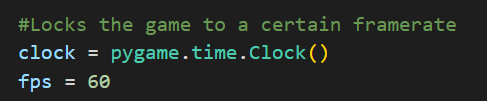 #Locks the game to a certain framerate
clock = pygame.time.Clock()
fps = 60